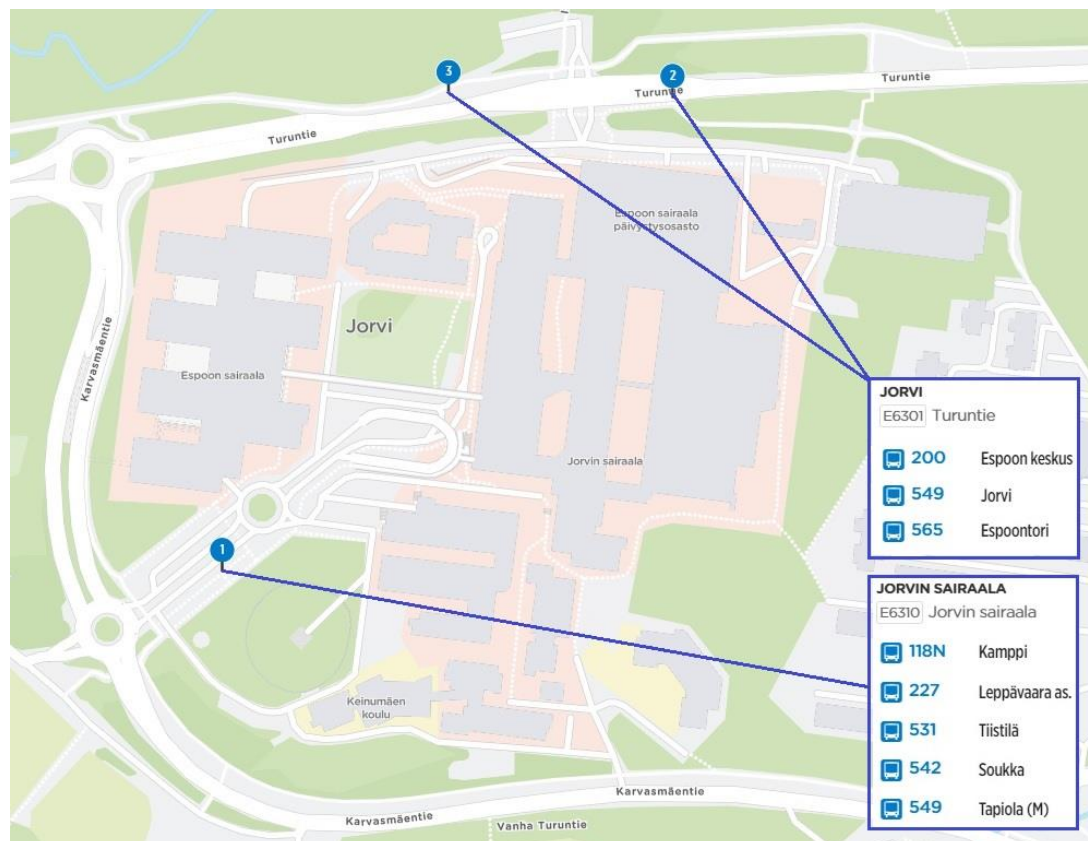 3
2
Turuntie
Turuntie
Turuntie
Espoon sairaala
päivystysosasto
Jorvi
Karvasmäentie
Espoon sairaala
Jorvin sairaala
1
JORVI
E6301 Turuntie
200 Espoon keskus
549 Jorvi
565 Espoontori
JORVIN SAIRAALA
E6310 Jorvin sairaala
118N Kamppi
227 Leppävaara as.
531 Tiistilä
542 Soukka
549 Tapiola (M)
Keinumäen
koulu
Karvasmäentie
Karvasmäentie
Vanha Turuntie